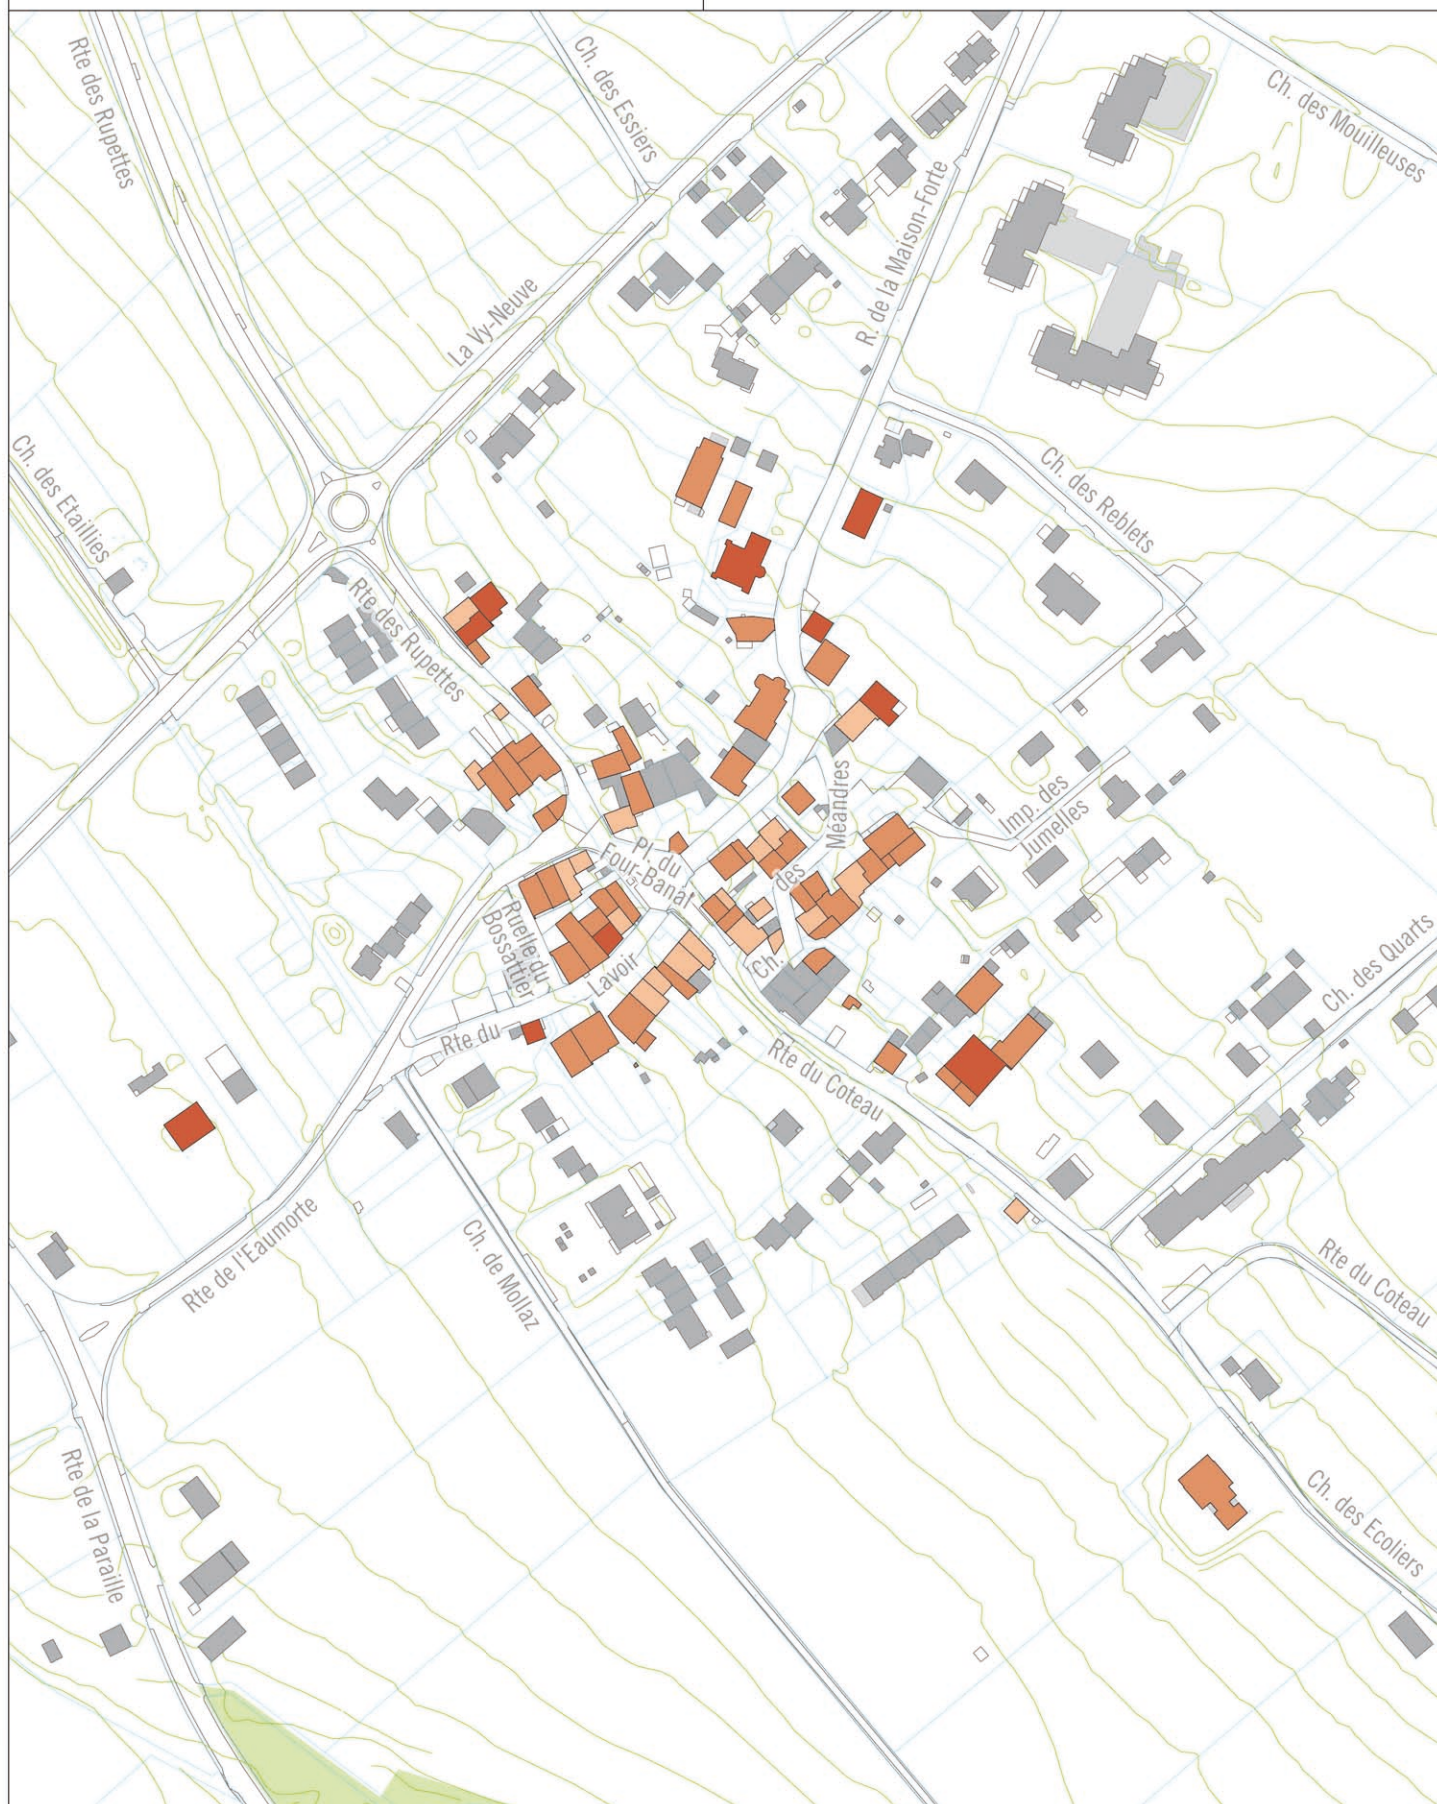 Rte des Rupettes
Ch. des Essiers
Ch. des Mouilleuses
R. de la Maison-Forte
La Vy-Neuve
Ch. des Etaillies
Ch. des Reblets
Rte des Rupettes
Méandres
Imp. des
Jumelles
Pl. du
Four-Banat
des
Ruelle du
Bossattier
Lavoir
Ch.
Ch. des Quarts
Rte du
Rte du Coteau
Rte de l'Eaumorte
Ch. de Mollaz
Rte du Coteau
Rte de la Paraille
Ch. des Ecoliers